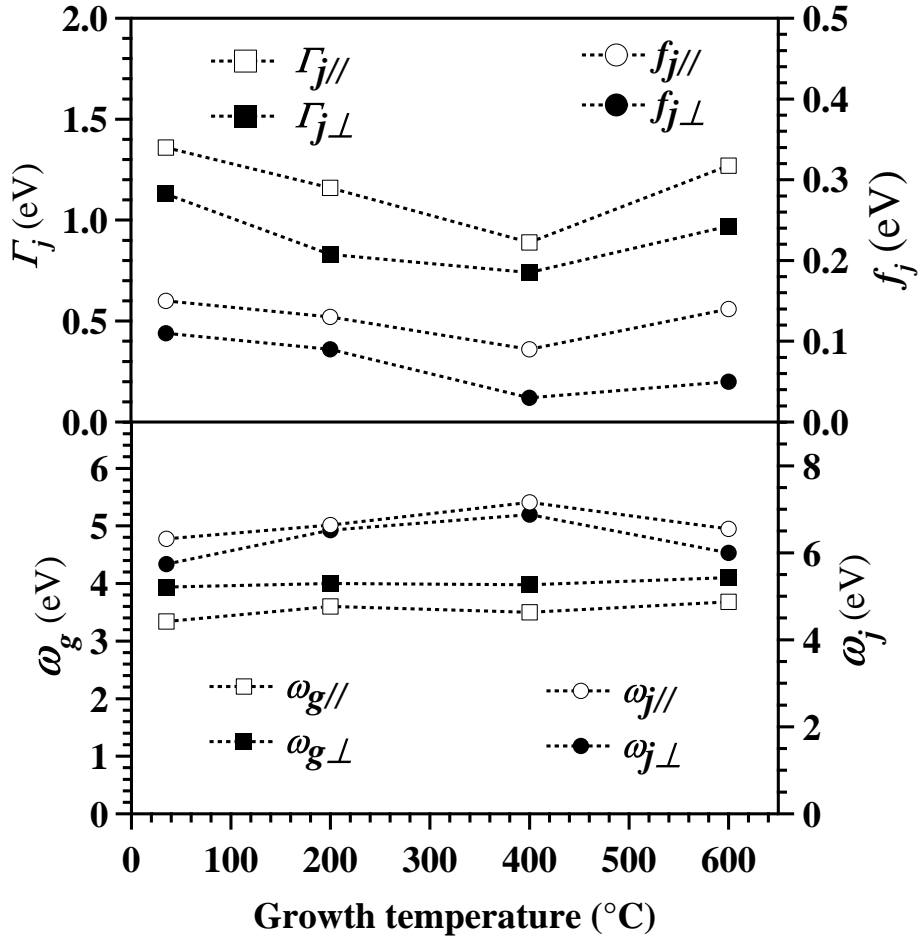 2.0
1.5
1.0
0.5
0.0
Γj (eV)
Γj//
Γj⊥
fj//
fj⊥
0.5
0.4
0.3
0.2
0.1
0.0
fj (eV)
6
5
4
3
2
1
0
ωg (eV)
ωg//
ωg⊥
ωj//
ωj⊥
8
6
4
2
0
ωj (eV)
0 100 200 300 400 500 600
Growth temperature (°C)